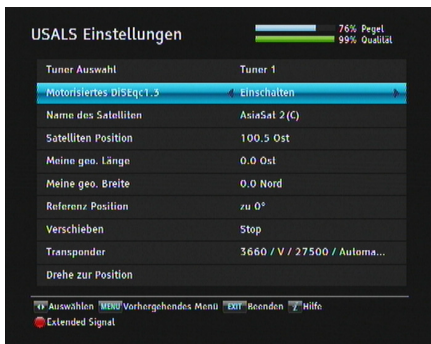 USALS Einstellungen
76% Pegel
99% Qualität
Tuner Auswahl Tuner 1
Motorisiertes DiSEqc1.3 Einschalten
Name des Satelliten AsiaSat 2(C)
Satelliten Position 100.5 Ost
Meine geo. Länge 0.0 Ost
Meine geo. Breite 0.0 Nord
Referenz Position zu 0°
Verschieben Stop
Transponder 3660 / V / 27500 / Automa...
Drehe zur Position
Auswählen MENU Vorhergehendes Menü EXIT Beenden i Hilfe
Extended Signal